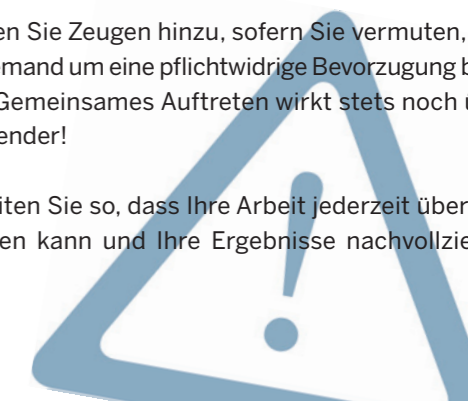 en Sie Zeugen hinzu, sofern Sie vermuten,
emand um eine pflichtwidrige Bevorzugung b
Gemeinsames Auftreten wirkt stets noch ü
ender!
iten Sie so, dass Ihre Arbeit jederzeit über
en kann und Ihre Ergebnisse nachvollzie